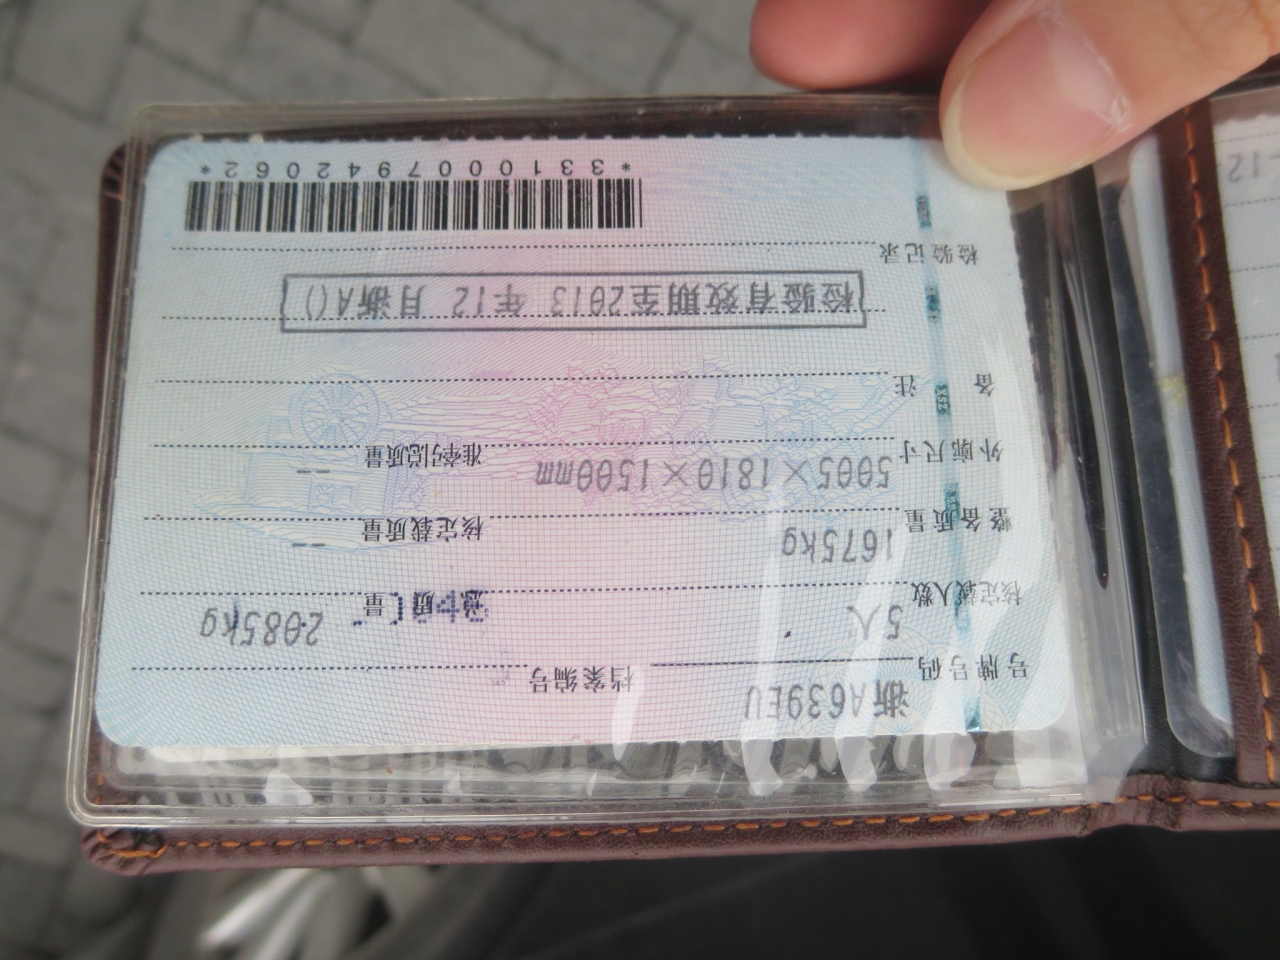 号牌号码 浙A639EU 档案编号
核定载人数 5人 总质量 2085kg
整备质量 1675kg 核定载质量 --
外廓尺寸 5005×1810×1500mm 准牵引总质量 --
备 注
检验有效期至2013 年12 月浙A()
检验记录
*3310007942062*